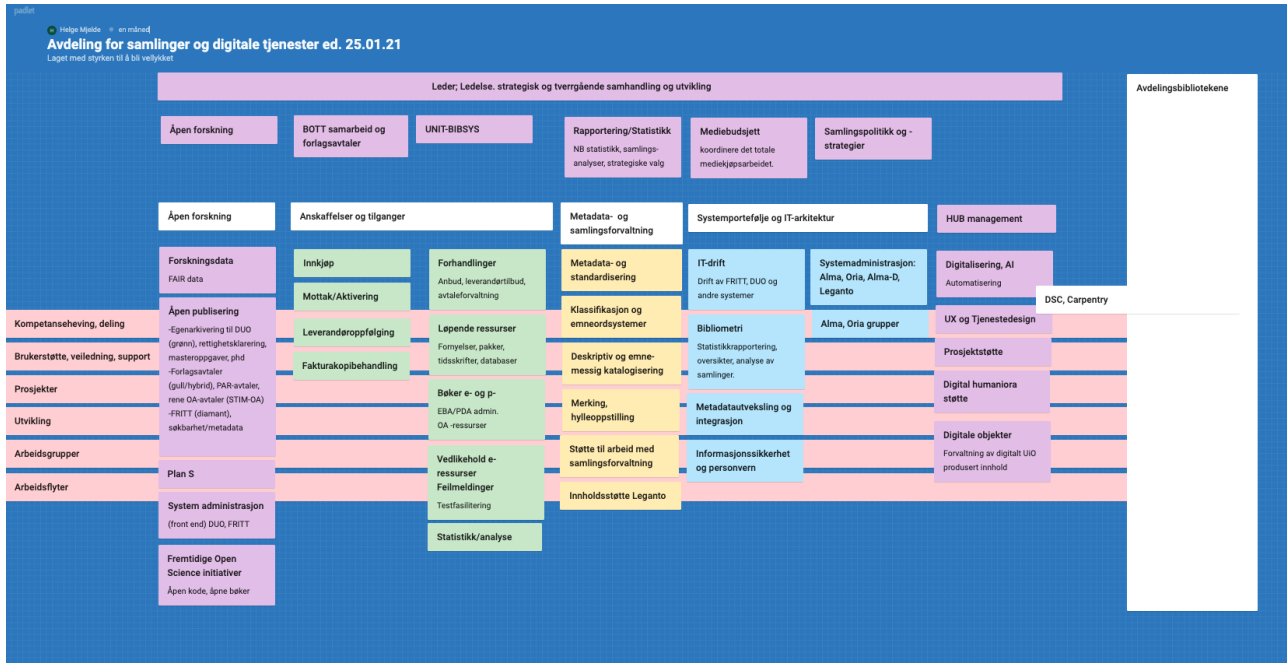 padlet
Helge Mjelde en måned
Avdeling for samlinger og digitale tjenester ed. 25.01.21
Laget med styrken til å bli vellykket
Leder; Ledelse. strategisk og tverrgående samhandling og utvikling
Avdelingsbibliotekene
Åpen forskning
BOTT samarbeid og
forlagsavtaler
UNIT-BIBSYS
Rapportering/Statistikk
NB statistikk, samlings-
analyser, strategiske valg
Mediebudsjett
koordinere det totale
mediekjøpsarbeidet.
Samlingspolitikk og -
strategier
Åpen forskning
Anskaffelser og tilganger
Metadata- og
samlingsforvaltning
Systemportefølje og IT-arkitektur
HUB management
Forskningsdata
FAIR data
Åpen publisering
-Egenarkivering til DUO
(grønn), rettighetsklarering,
masteroppgaver, phd
-Forlagsavtaler
(gull/hybrid), PAR-avtaler,
rene OA-avtaler (STIM-OA)
-FRITT (diamant),
søkbarhet/metadata
Plan S
System administrasjon
(front end) DUO, FRITT
Fremtidige Open
Science initiativer
Åpen kode, åpne bøker
Innkjøp
Mottak/Aktivering
Leverandøroppfølging
Fakturakopibehandling
Forhandlinger
Anbud, leverandørtilbud,
avtaleforvaltning
Løpende ressurser
Fornyelser, pakker,
tidsskrifter, databaser
Bøker e- og p-
EBA/PDA admin.
OA -ressurser
Vedlikehold e-
ressurser
Feilmeldinger
Testfasilitering
Statistikk/analyse
Metadata- og
standardisering
Klassifikasjon og
emneordsystemer
Deskriptiv og emne-
messig katalogisering
Merking,
hylleoppstilling
Støtte til arbeid med
samlingsforvaltning
Innholdsstøtte Leganto
IT-drift
Drift av FRITT, DUO og
andre systemer
Bibliometri
Statistikkrapportering,
oversikter, analyse av
samlinger.
Metadatautveksling og
integrasjon
Informasjonssikkerhet
og personvern
Systemadministrasjon:
Alma, Oria, Alma-D,
Leganto
Alma, Oria grupper
Digitalisering, AI
Automatisering
DSC, Carpentry
UX og Tjenestedesign
Prosjektstøtte
Digital humaniora
støtte
Digitale objekter
Forvaltning av digitalt UiO
produsert innhold
Kompetanseheving, deling
Brukerstøtte, veiledning, support
Prosjekter
Utvikling
Arbeidsgrupper
Arbeidsflyter